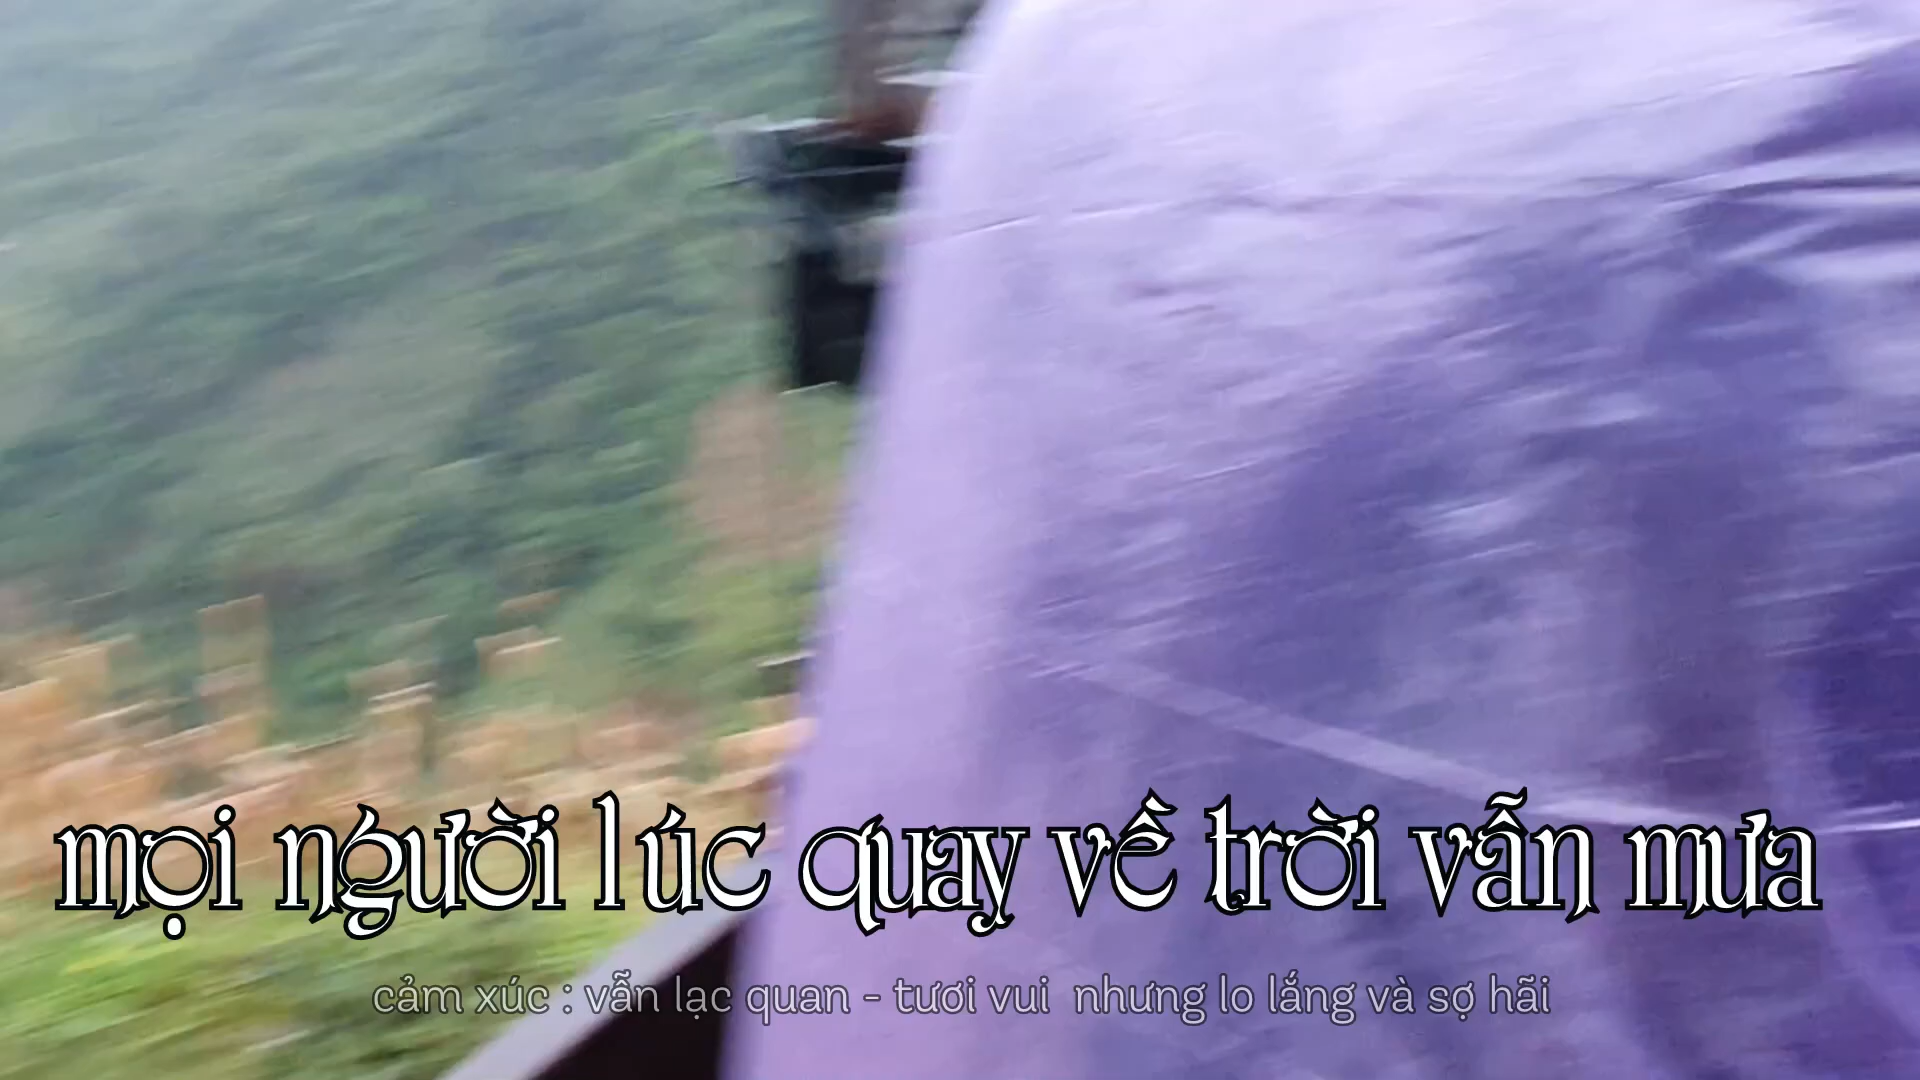 mọi người lúc quay về trời vẫn mưa
cảm xúc : vẫn lạc quan - tươi vui nhưng lo lắng và sợ hãi